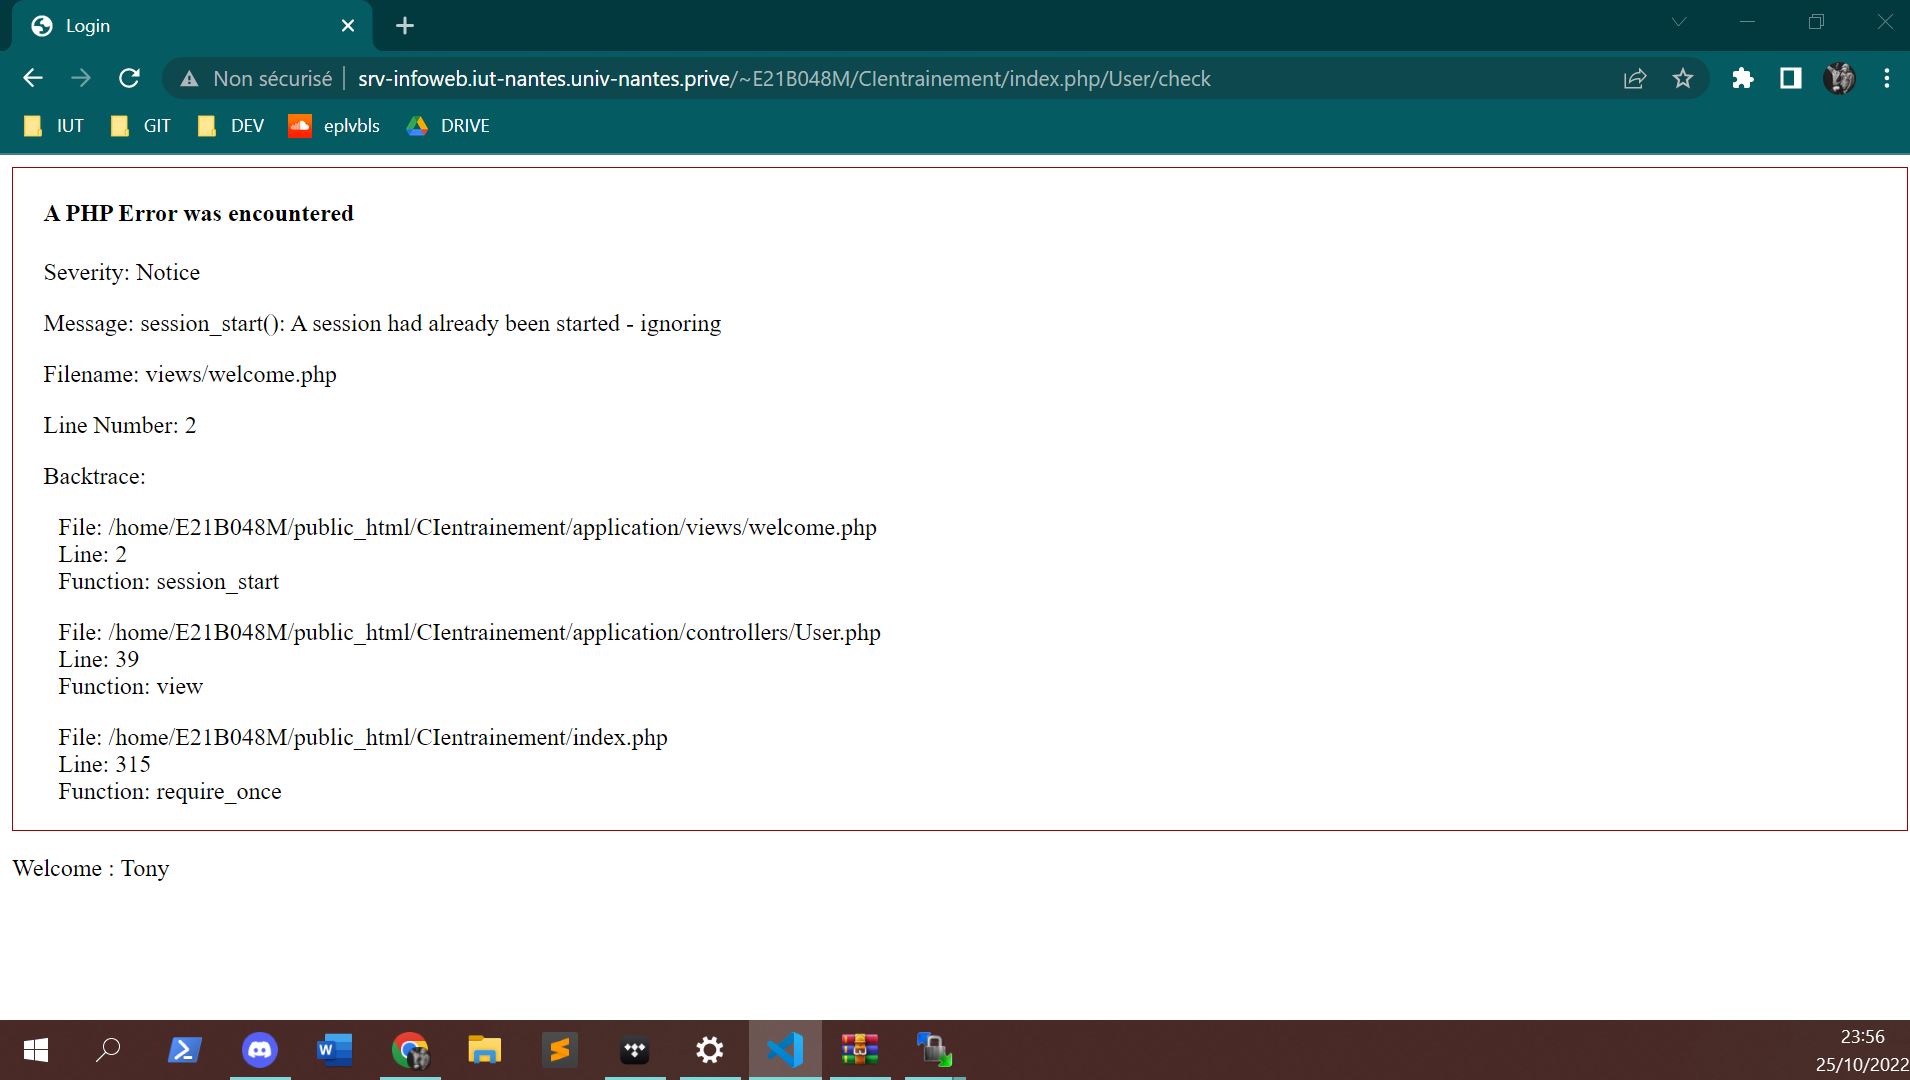 Login
Non sécurisé srv-infoweb.iut-nantes.univ-nantes.prive/~E21B048M/CIentrainement/index.php/User/check
IUT GIT DEV eplvbls DRIVE
A PHP Error was encountered
Severity: Notice
Message: session_start(): A session had already been started - ignoring
Filename: views/welcome.php
Line Number: 2
Backtrace:
File: /home/E21B048M/public_html/CIentrainement/application/views/welcome.php
Line: 2
Function: session_start
File: /home/E21B048M/public_html/CIentrainement/application/controllers/User.php
Line: 39
Function: view
File: /home/E21B048M/public_html/CIentrainement/index.php
Line: 315
Function: require_once
Welcome : Tony
23:56
25/10/2022